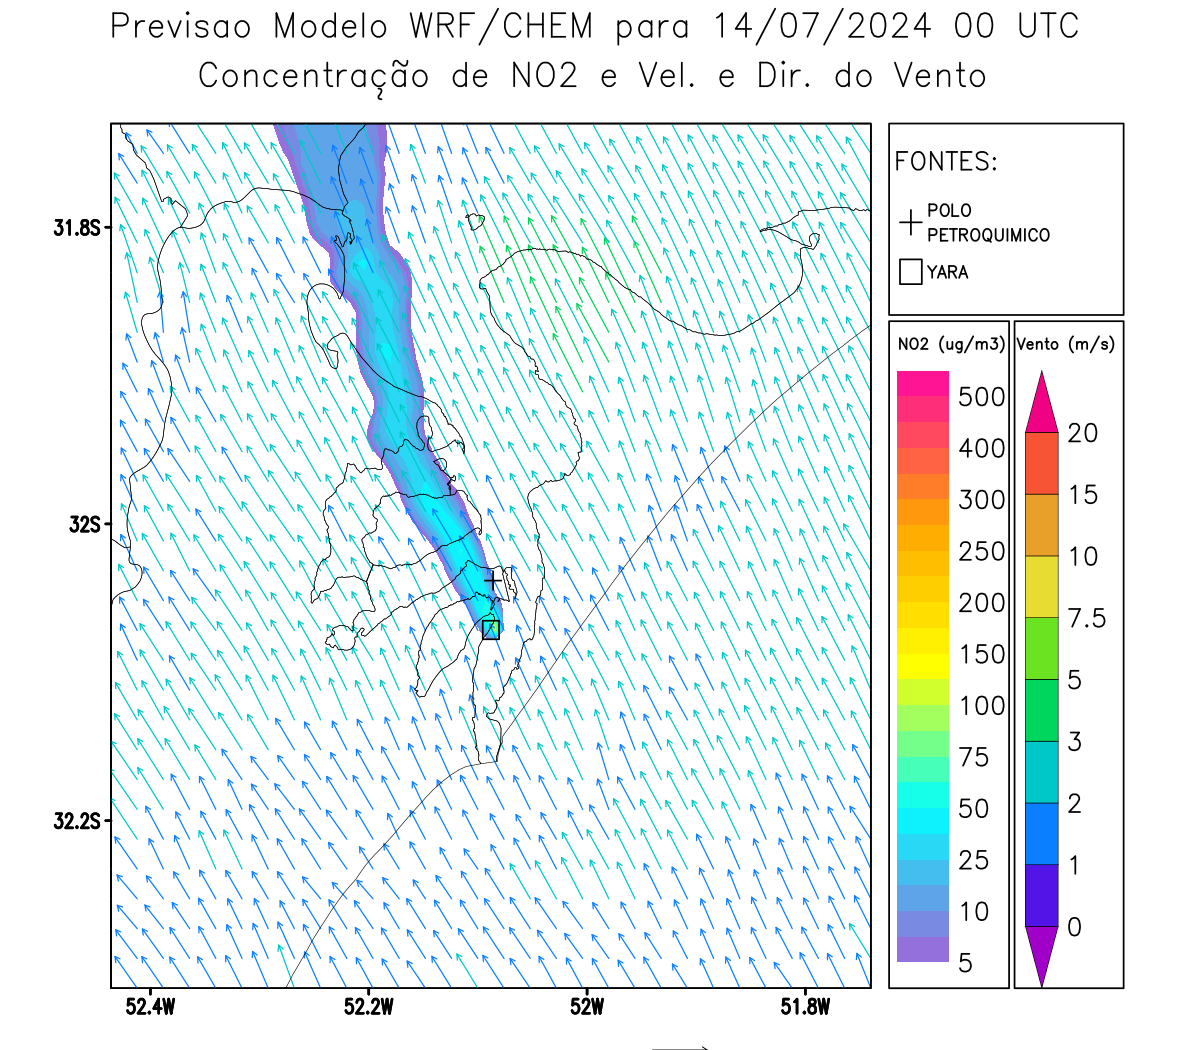 Previsao Modelo WRF/CHEM para 14/07/2024 00 UTC
Concentração de NO2 e Vel. e Dir. do Vento
FONTES:
POLO
PETROQUIMICO
YARA
NO2 (ug/m3)
500
400
300
250
200
150
100
75
50
25
10
5
Vento (m/s)
20
15
10
7.5
5
3
2
1
0
31.8S
32S
32.2S
52.4W
52.2W
52W
51.8W